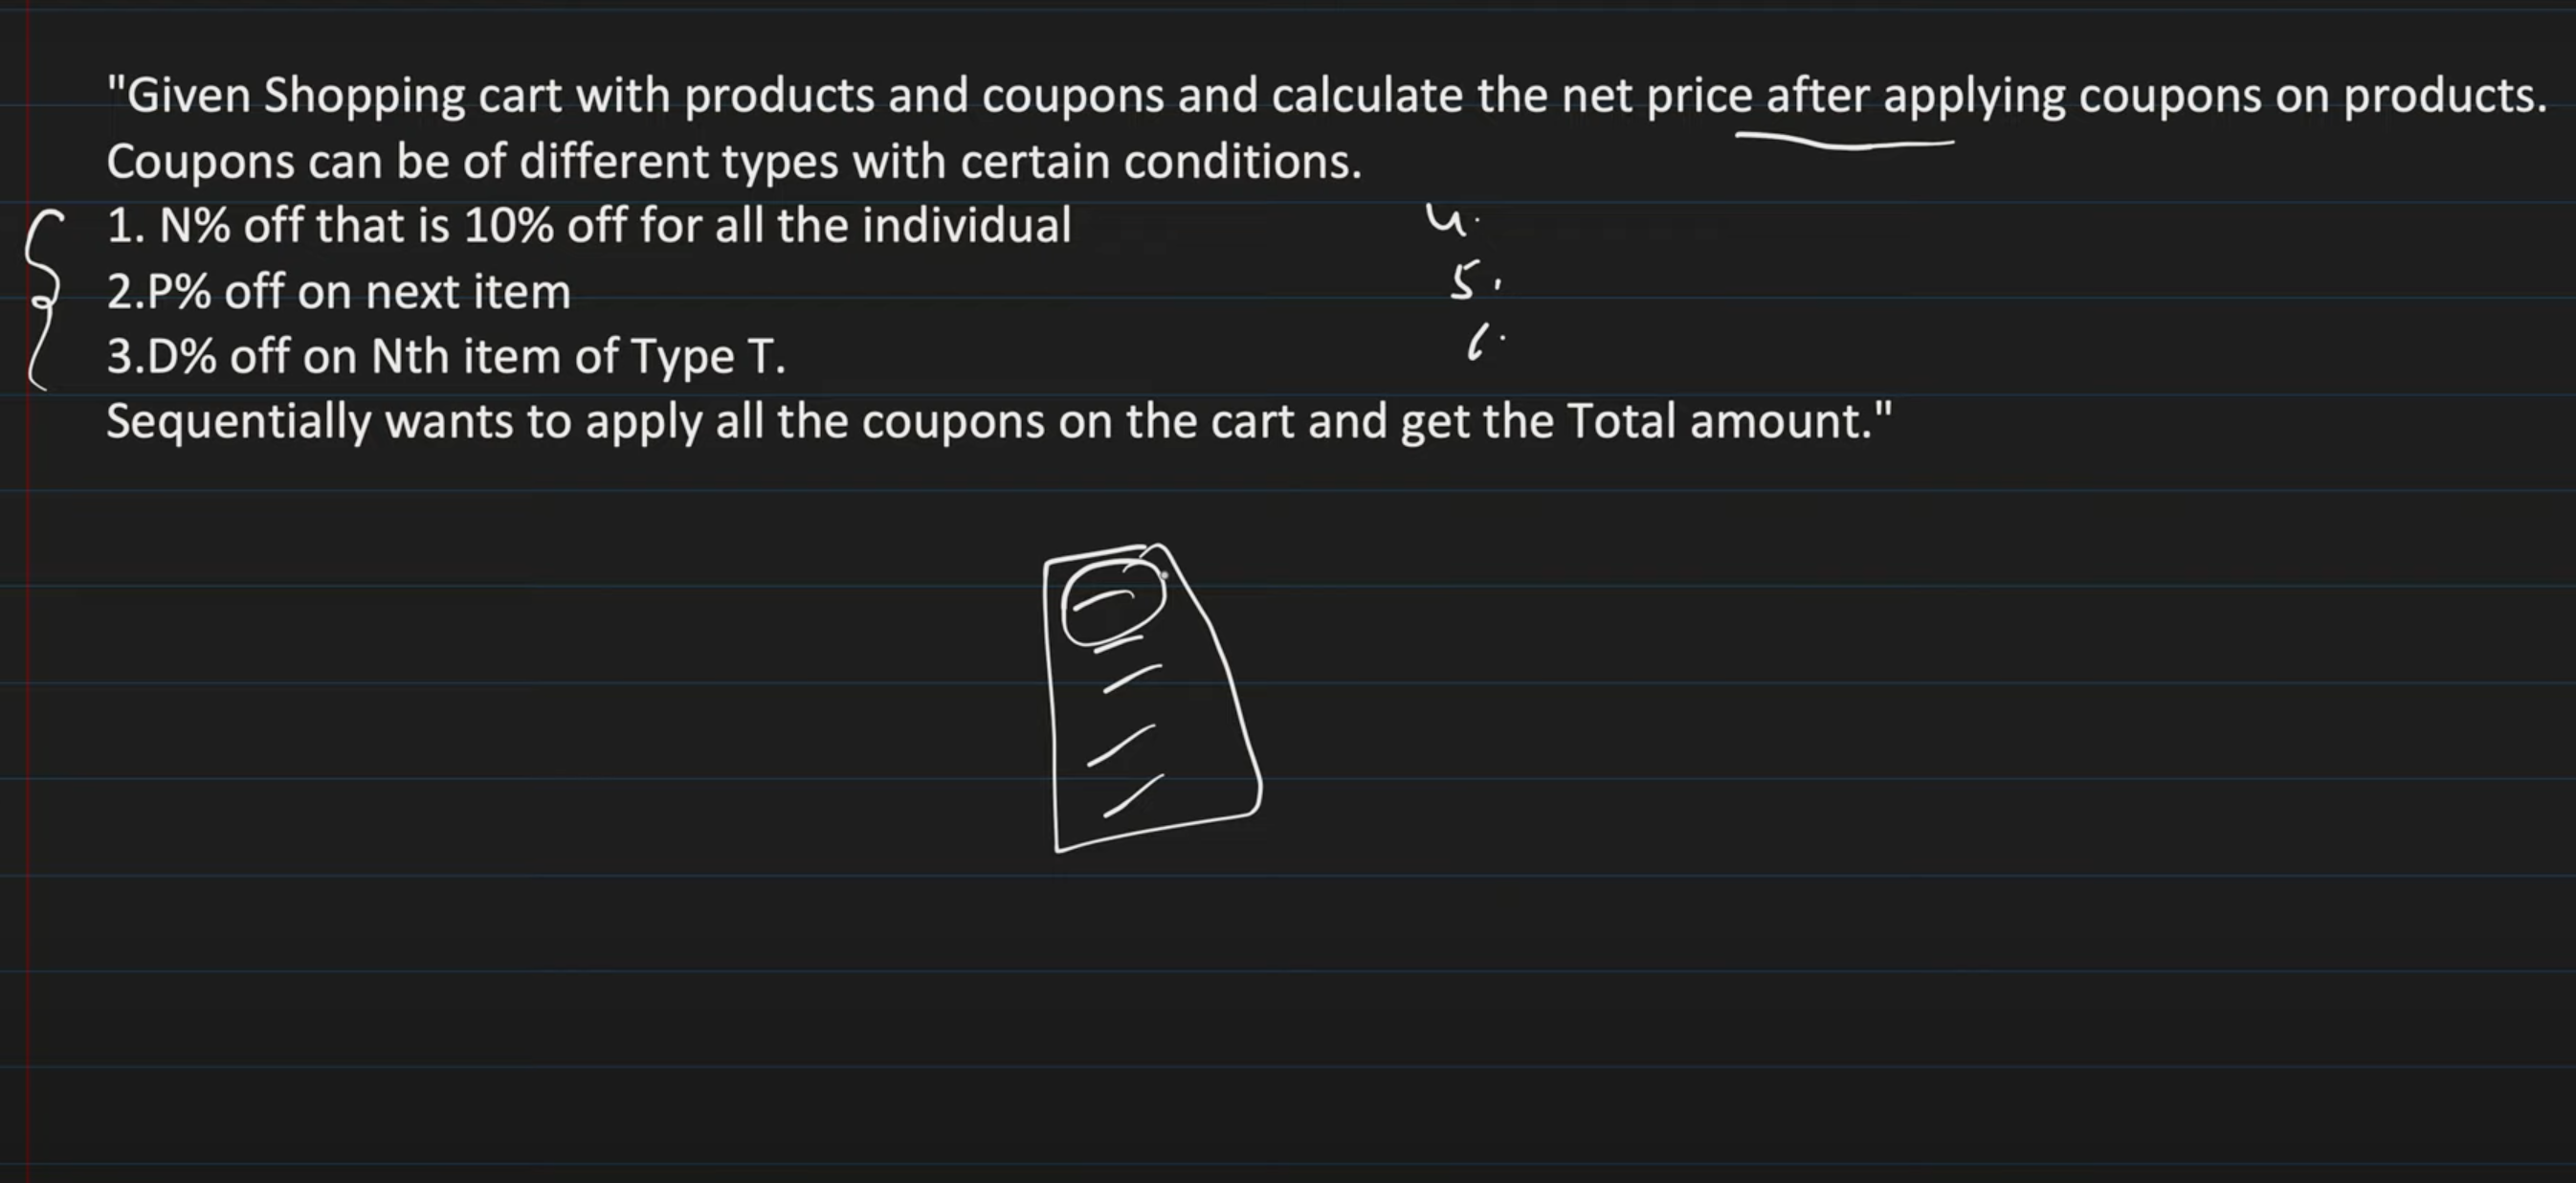 "Given Shopping cart with products and coupons and calculate the net price after applying coupons on products.
Coupons can be of different types with certain conditions.
1. N% off that is 10% off for all the individual
2.P% off on next item
3.D% off on Nth item of Type T.
Sequentially wants to apply all the coupons on the cart and get the Total amount."
4.
5.
6.